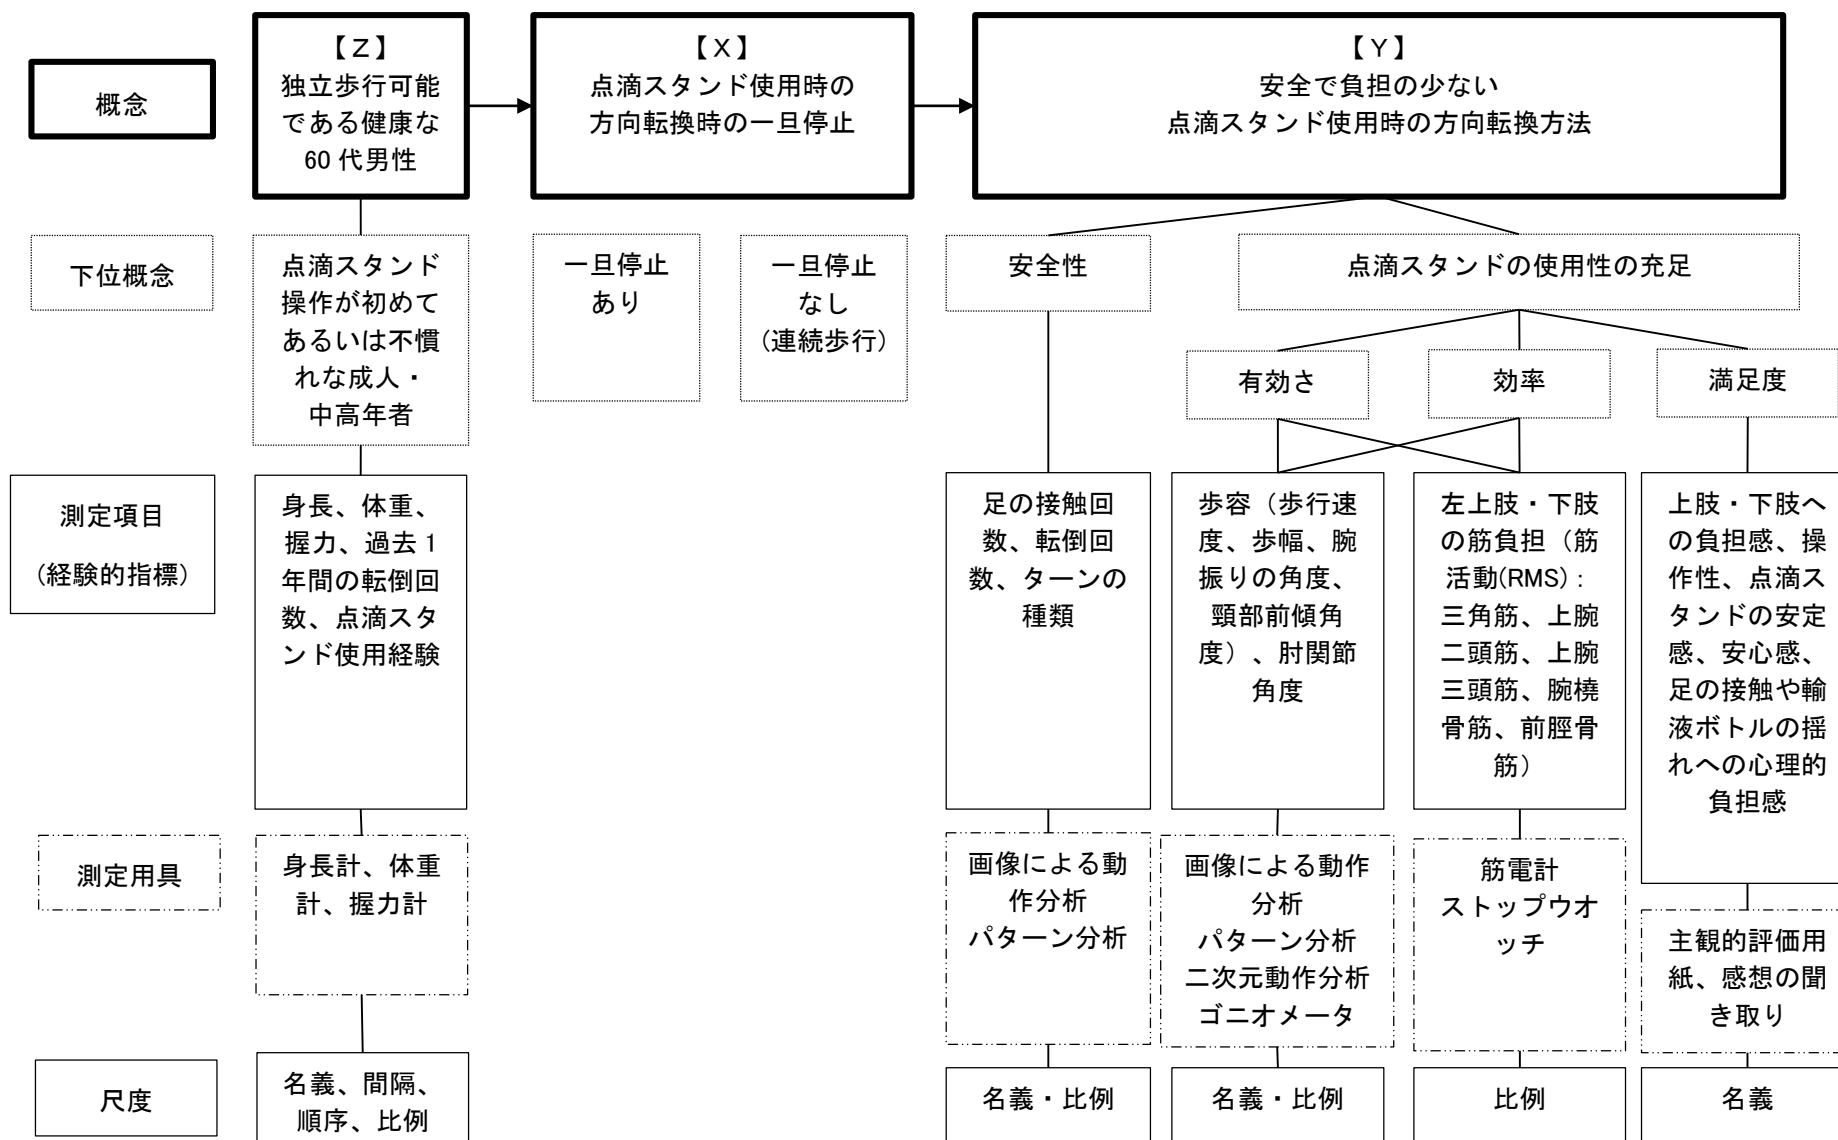 概念
【Z】
独立歩行可能
である健康な
60 代男性
【X】
点滴スタンド使用時の
方向転換時の一旦停止
【Y】
安全で負担の少ない
点滴スタンド使用時の方向転換方法
下位概念
点滴スタンド
操作が初めて
あるいは不慣
れな成人・
中高年者
一旦停止
あり
一旦停止
なし
（連続歩行）
安全性
点滴スタンドの使用性の充足
有効さ
効率
満足度
測定項目
（経験的指標）
身長、体重、
握力、過去 1
年間の転倒回
数、点滴スタ
ンド使用経験
足の接触回
数、転倒回
数、ターンの
種類
歩容（歩行速
度、歩幅、腕
振りの角度、
頸部前傾角
度）、肘関節
角度
左上肢・下肢
の筋負担（筋
活動(RMS)：
三角筋、上腕
二頭筋、上腕
三頭筋、腕橈
骨筋、前脛骨
筋）
上肢・下肢へ
の負担感、操
作性、点滴ス
タンドの安定
感、安心感、
足の接触や輸
液ボトルの揺
れへの心理的
負担感
測定用具
身長計、体重
計、握力計
画像による動
作分析
パターン分析
画像による動作
分析
パターン分析
二次元動作分析
ゴニオメータ
筋電計
ストップウオ
ッチ
主観的評価用
紙、感想の聞
き取り
尺度
名義、間隔、
順序、比例
名義・比例
名義・比例
比例
名義